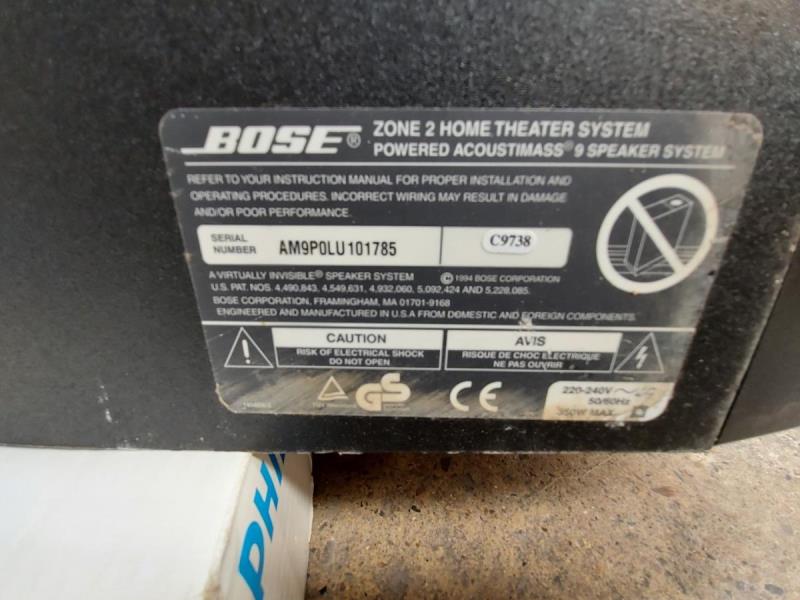 BOSE®
ZONE 2 HOME THEATER SYSTEM
POWERED ACOUSTIMASS® 9 SPEAKER SYSTEM
REFER TO YOUR INSTRUCTION MANUAL FOR PROPER INSTALLATION AND
OPERATING PROCEDURES. INCORRECT WIRING MAY RESULT IN DAMAGE
AND/OR POOR PERFORMANCE.
SERIAL
NUMBER
AM9P0LU101785
C9738
A VIRTUALLY INVISIBLE® SPEAKER SYSTEM
©1994 BOSE CORPORATION
U.S. PAT. NOS. 4,490,843, 4,549,631, 4,932,060, 5,092,424 AND 5,228,085.
BOSE CORPORATION, FRAMINGHAM, MA 01701-9168
ENGINEERED AND MANUFACTURED IN U.S.A FROM DOMESTIC AND FOREIGN COMPONENTS.
CAUTION
RISK OF ELECTRICAL SHOCK
DO NOT OPEN
AVIS
RISQUE DE CHOC ELECTRIQUE
NE PAS OUVRIR
GS
CE
220-240V ~
50/60Hz
350W MAX
PHI